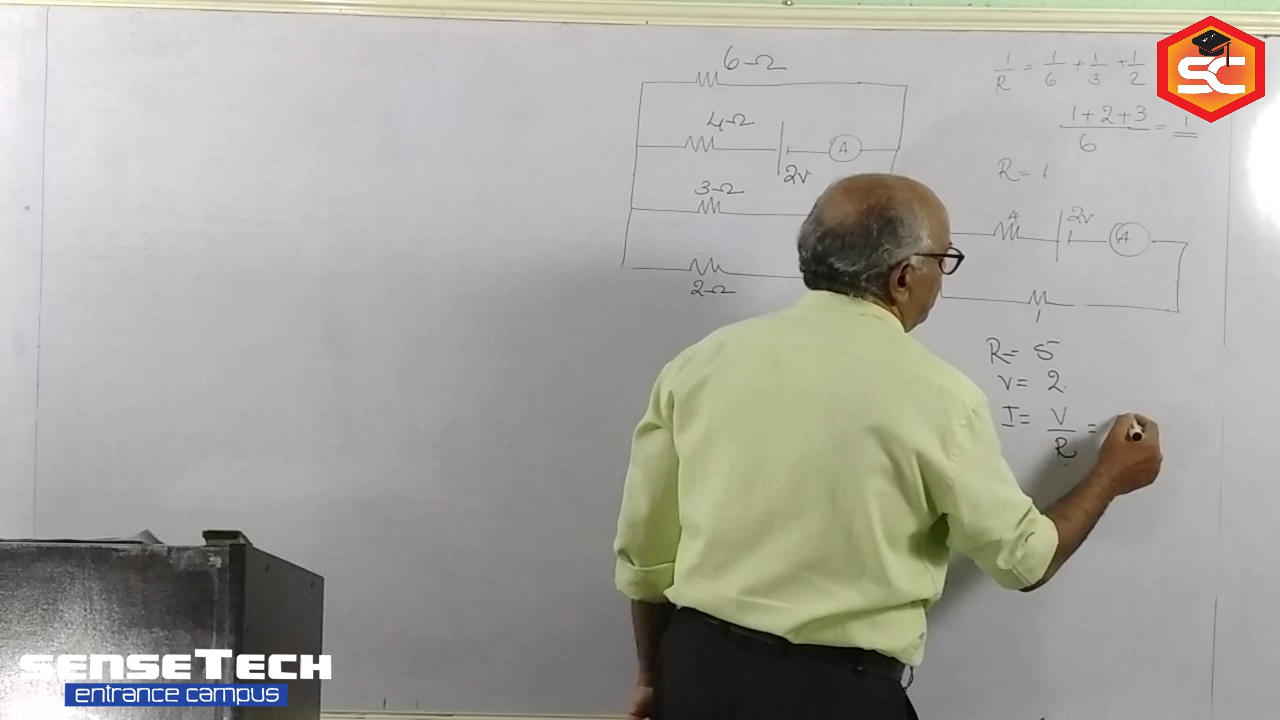 6Ω
4Ω
2v
A
3Ω
2Ω
1/R = 1/6 + 1/3 + 1/2
1+2+3/6 = 1
R = 1
4
2v
A
1
R = 5
V = 2.
I = V/R =
SC
SENSETECH
entrance campus